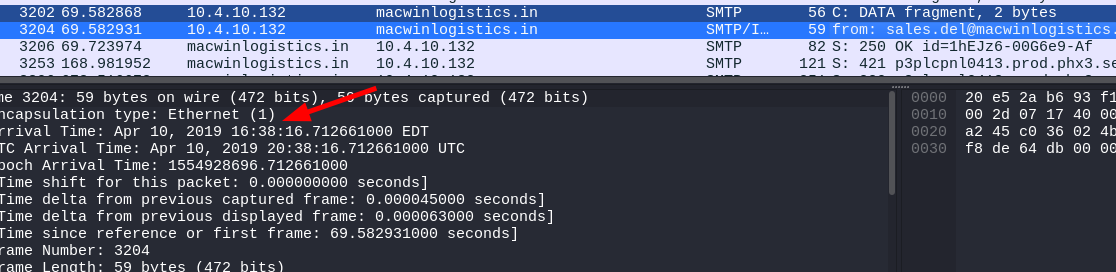 3202 69.582868 10.4.10.132 macwinlogistics.in SMTP 56 C: DATA fragment, 2 bytes
3204 69.582931 10.4.10.132 macwinlogistics.in SMTP/I… 59 from: sales.del@macwinlogistics.
3206 69.723974 macwinlogistics.in 10.4.10.132 SMTP 82 S: 250 OK id=1hEJz6-00G6e9-Af
3253 168.981952 macwinlogistics.in 10.4.10.132 SMTP 121 S: 421 p3plcpnl0413.prod.phx3.se
me 3204: 59 bytes on wire (472 bits), 59 bytes captured (472 bits)
ncapsulation type: Ethernet (1)
rrival Time: Apr 10, 2019 16:38:16.712661000 EDT
TC Arrival Time: Apr 10, 2019 20:38:16.712661000 UTC
poch Arrival Time: 1554928696.712661000
Time shift for this packet: 0.000000000 seconds]
Time delta from previous captured frame: 0.000045000 seconds]
Time delta from previous displayed frame: 0.000063000 seconds]
Time since reference or first frame: 69.582931000 seconds]
rame Number: 3204
rame Length: 59 bytes (472 bits)
0000 20 e5 2a b6 93 f1
0010 00 2d 07 17 40 00
0020 a2 45 c0 36 02 4b
0030 f8 de 64 db 00 00